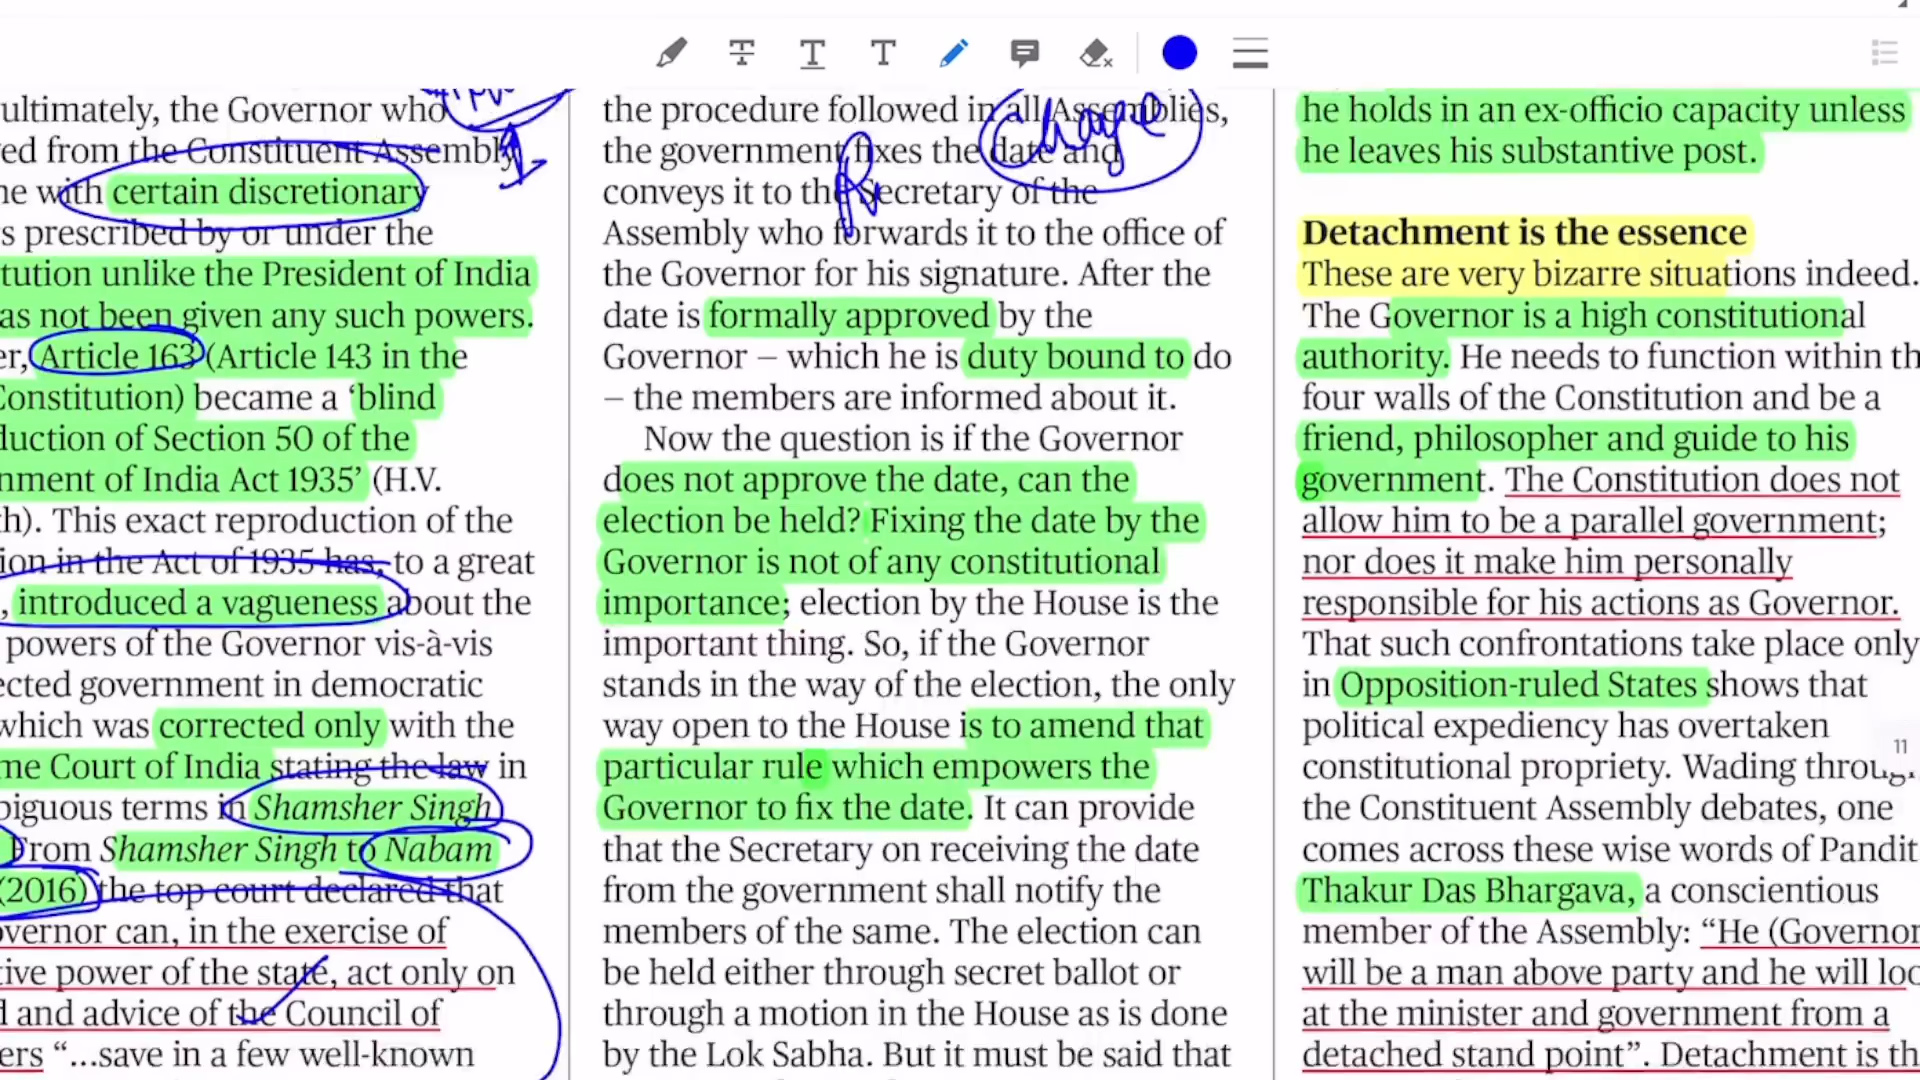 ultimately, the Governor who
ed from the Constituent Assembly
ne with certain discretionary
s prescribed by or under the
tution unlike the President of India
as not been given any such powers.
er, Article 163 (Article 143 in the
Constitution) became a ‘blind
duction of Section 50 of the
nment of India Act 1935’ (H.V.
th). This exact reproduction of the
ion in the Act of 1935 has, to a great
, introduced a vagueness about the
powers of the Governor vis-à-vis
ected government in democratic
which was corrected only with the
me Court of India stating the law in
biguous terms in Shamsher Singh
From Shamsher Singh to Nabam
(2016) the top court declared that
vernor can, in the exercise of
tive power of the state, act only on
d and advice of the Council of
ers “...save in a few well-known
the procedure followed in all Assemblies,
the government fixes the date and
conveys it to the Secretary of the
Assembly who forwards it to the office of
the Governor for his signature. After the
date is formally approved by the
Governor – which he is duty bound to do
– the members are informed about it.
Now the question is if the Governor
does not approve the date, can the
election be held? Fixing the date by the
Governor is not of any constitutional
importance; election by the House is the
important thing. So, if the Governor
stands in the way of the election, the only
way open to the House is to amend that
particular rule which empowers the
Governor to fix the date. It can provide
that the Secretary on receiving the date
from the government shall notify the
members of the same. The election can
be held either through secret ballot or
through a motion in the House as is done
by the Lok Sabha. But it must be said that
he holds in an ex-officio capacity unless
he leaves his substantive post.
Detachment is the essence
These are very bizarre situations indeed.
The Governor is a high constitutional
authority. He needs to function within th
four walls of the Constitution and be a
friend, philosopher and guide to his
government. The Constitution does not
allow him to be a parallel government;
nor does it make him personally
responsible for his actions as Governor.
That such confrontations take place only
in Opposition-ruled States shows that
political expediency has overtaken
constitutional propriety. Wading through
the Constituent Assembly debates, one
comes across these wise words of Pandit
Thakur Das Bhargava, a conscientious
member of the Assembly: “He (Governor
will be a man above party and he will loo
at the minister and government from a
detached stand point”. Detachment is th
11